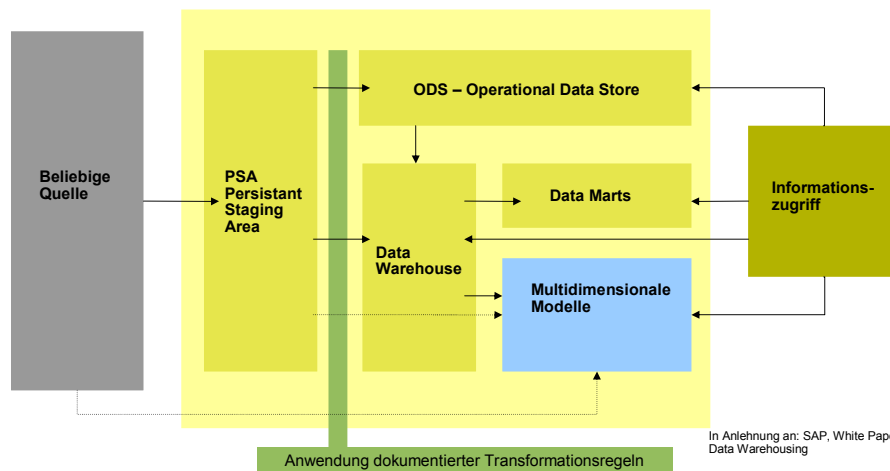 Beliebige
Quelle
PSA
Persistant
Staging
Area
ODS – Operational Data Store
Data
Warehouse
Data Marts
Multidimensionale
Modelle
Informations-
zugriff
In Anlehnung an: SAP, White
Data Warehousing
Anwendung dokumentierter Transformationsregeln